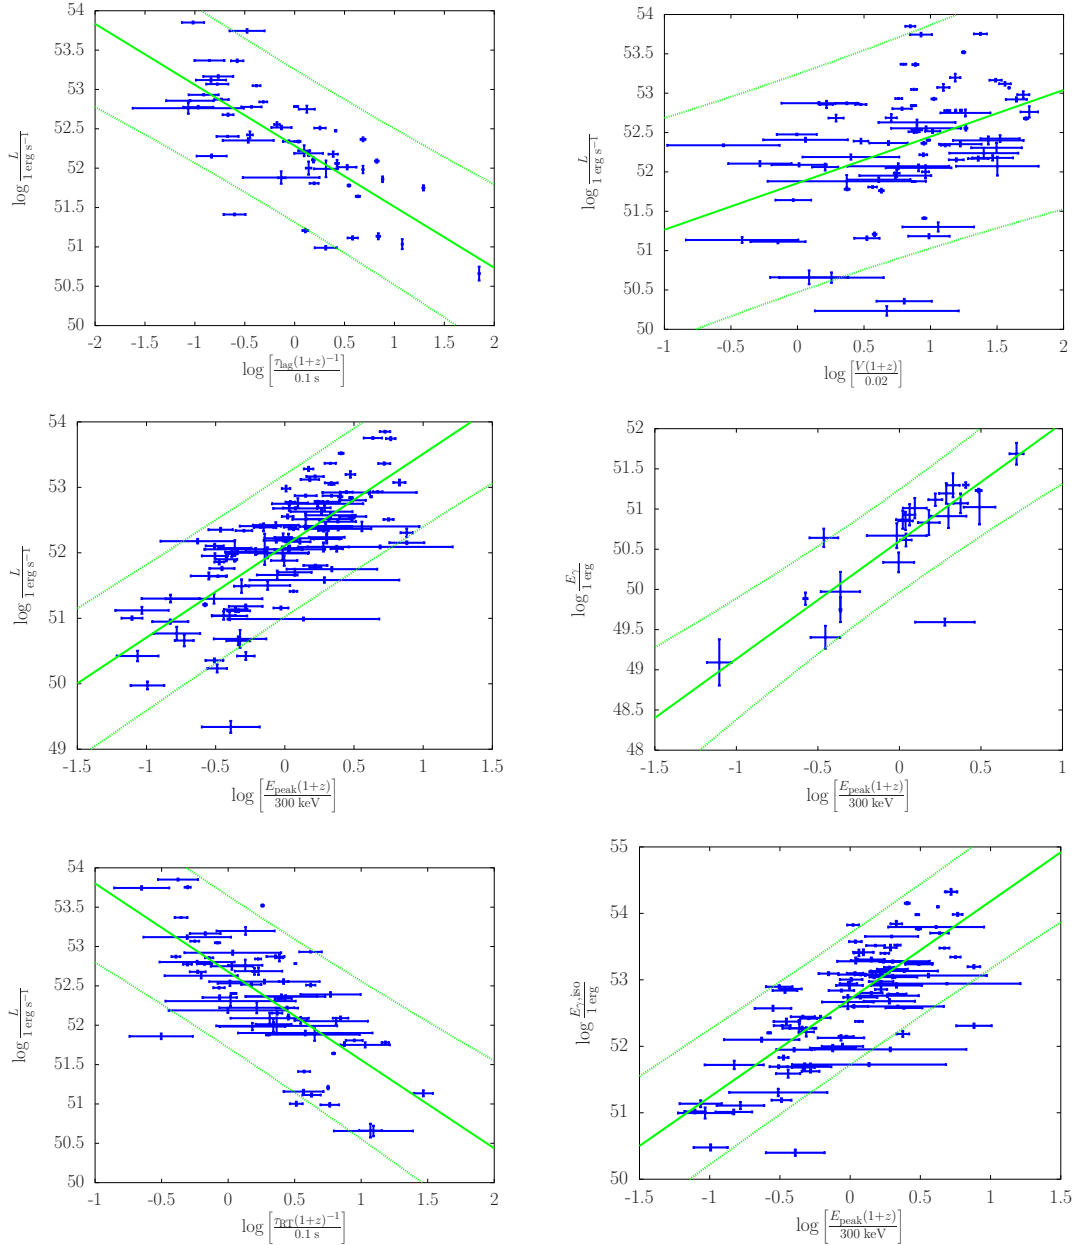 54
53.5
53
52.5
52
51.5
51
50.5
50
log L / 1 erg s⁻¹
-2 -1.5 -1 -0.5 0 0.5 1 1.5 2
log [τlag(1+z)⁻¹ / 0.1 s]
54
53.5
53
52.5
52
51.5
51
50.5
50
log L / 1 erg s⁻¹
-1 -0.5 0 0.5 1 1.5 2
log [V(1+z) / 0.02]
54
53
52
51
50
49
log L / 1 erg s⁻¹
-1.5 -1 -0.5 0 0.5 1 1.5
log [Epeak(1+z) / 300 keV]
52
51.5
51
50.5
50
49.5
49
48.5
48
log Eγ / 1 erg
-1.5 -1 -0.5 0 0.5 1
log [Epeak(1+z) / 300 keV]
54
53.5
53
52.5
52
51.5
51
50.5
50
log L / 1 erg s⁻¹
-1 -0.5 0 0.5 1 1.5 2
log [τRT(1+z)⁻¹ / 0.1 s]
55
54
53
52
51
50
log Eγ,iso / 1 erg
-1.5 -1 -0.5 0 0.5 1 1.5
log [Epeak(1+z) / 300 keV]